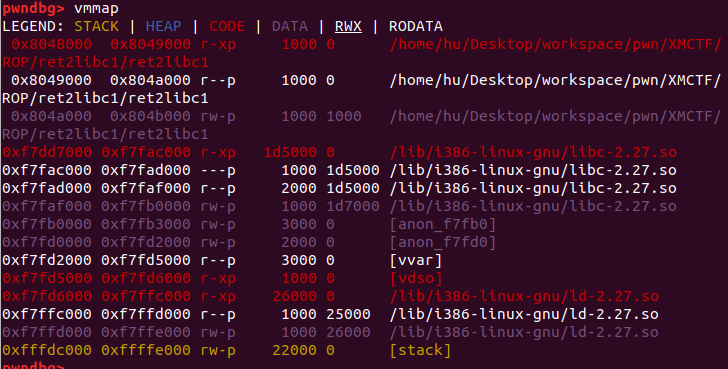 pwndbg> vmmap
LEGEND: STACK | HEAP | CODE | DATA | RWX | RODATA
0x8048000 0x8049000 r-xp 1000 0 /home/hu/Desktop/workspace/pwn/XMCTF/
ROP/ret2libc1/ret2libc1
0x8049000 0x804a000 r--p 1000 0 /home/hu/Desktop/workspace/pwn/XMCTF/
ROP/ret2libc1/ret2libc1
0x804a000 0x804b000 rw-p 1000 1000 /home/hu/Desktop/workspace/pwn/XMCTF/
ROP/ret2libc1/ret2libc1
0xf7dd7000 0xf7fac000 r-xp 1d5000 0 /lib/i386-linux-gnu/libc-2.27.so
0xf7fac000 0xf7fad000 ---p 1000 1d5000 /lib/i386-linux-gnu/libc-2.27.so
0xf7fad000 0xf7faf000 r--p 2000 1d5000 /lib/i386-linux-gnu/libc-2.27.so
0xf7faf000 0xf7fb0000 rw-p 1000 1d7000 /lib/i386-linux-gnu/libc-2.27.so
0xf7fb0000 0xf7fb3000 rw-p 3000 0 [anon_f7fb0]
0xf7fd0000 0xf7fd2000 rw-p 2000 0 [anon_f7fd0]
0xf7fd2000 0xf7fd5000 r--p 3000 0 [vvar]
0xf7fd5000 0xf7fd6000 r-xp 1000 0 [vdso]
0xf7fd6000 0xf7ffc000 r-xp 26000 0 /lib/i386-linux-gnu/ld-2.27.so
0xf7ffc000 0xf7ffd000 r--p 1000 25000 /lib/i386-linux-gnu/ld-2.27.so
0xf7ffd000 0xf7ffe000 rw-p 1000 26000 /lib/i386-linux-gnu/ld-2.27.so
0xfffdc000 0xffffe000 rw-p 22000 0 [stack]
pwndbg>